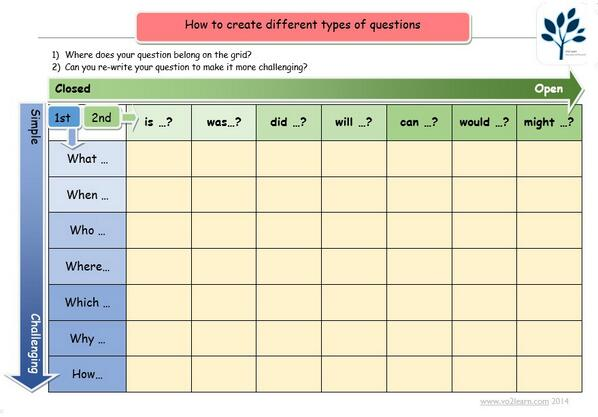 How to create different types of questions
1) Where does your question belong on the grid?
2) Can you re-write your question to make it more challenging?
Closed Open
Simple
Challenging
1st 2nd is ...? was...? did ...? will ...? can ...? would ...? might ...?
What ...
When ...
Who ...
Where...
Which ...
Why ...
How...
www.vo2learn.com 2014